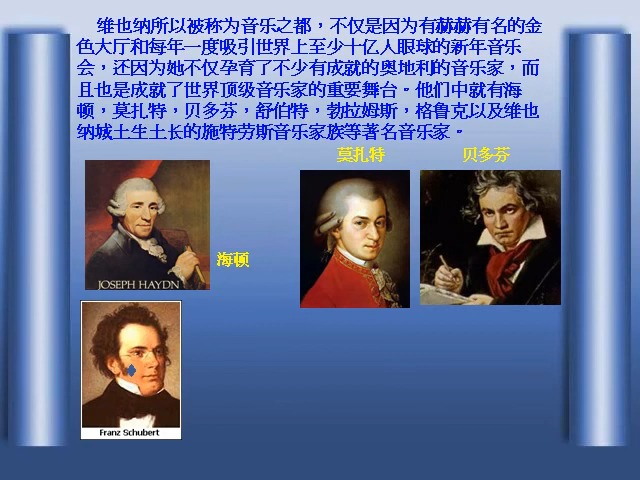 维也纳所以被称为音乐之都，不仅是因为有赫赫有名的金
色大厅和每年一度吸引世界上至少十亿人眼球的新年音乐
会，还因为她不仅孕育了不少有成就的奥地利的音乐家，而
且也是成就了世界顶级音乐家的重要舞台。他们中就有海
顿，莫扎特，贝多芬，舒伯特，勃拉姆斯，格鲁克以及维也
纳城土生土长的施特劳斯音乐家族等著名音乐家。
莫扎特
贝多芬
海顿
JOSEPH HAYDN
Franz Schubert